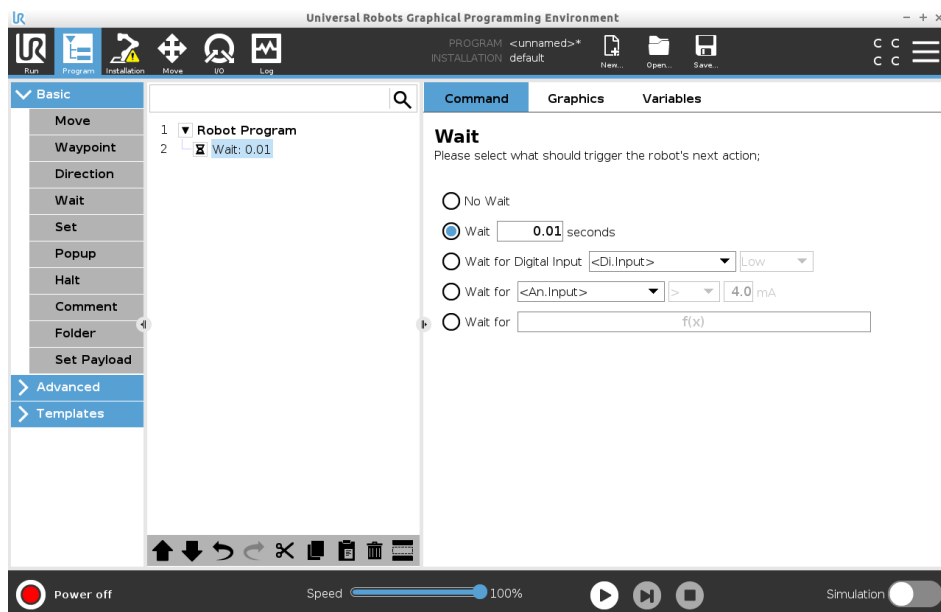 UR
Universal Robots Graphical Programming Environment
UR
Run
Program
Installation
Move
I/O
Log
PROGRAM <unnamed>*
INSTALLATION default
New...
Open...
Save...
C C
C C
Basic
Move
Waypoint
Direction
Wait
Set
Popup
Halt
Comment
Folder
Set Payload
Advanced
Templates
1 Robot Program
2 Wait: 0.01
Command Graphics Variables
Wait
Please select what should trigger the robot's next action;
No Wait
Wait 0.01 seconds
Wait for Digital Input <Di.Input> Low
Wait for <An.Input> > 4.0 mA
Wait for f(x)
Power off
Speed 100%
Simulation